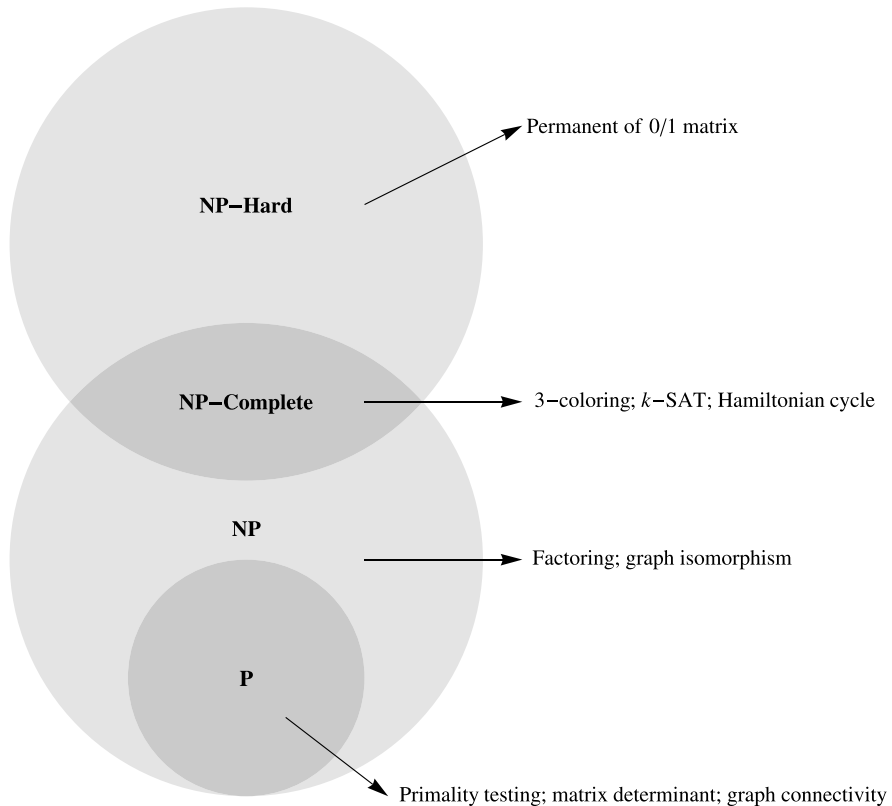 Permanent of 0/1 matrix
NP−Hard
NP−Complete
3−coloring; k−SAT; Hamiltonian cycle
NP
Factoring; graph isomorphism
P
Primality testing; matrix determinant; graph connectivity